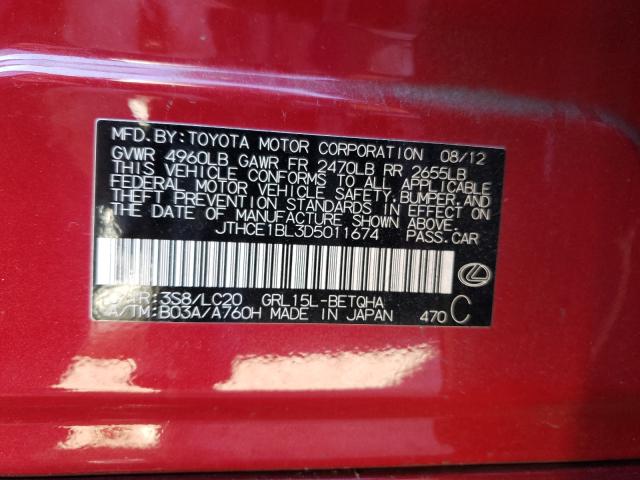 MFD.BY:TOYOTA MOTOR CORPORATION 08/12
GVWR 4960LB GAWR FR 2470LB RR 2655LB
THIS VEHICLE CONFORMS TO ALL APPLICABLE
FEDERAL MOTOR VEHICLE SAFETY, BUMPER, AND
THEFT PREVENTION STANDARDS IN EFFECT ON
THE DATE OF MANUFACTURE SHOWN ABOVE.
JTHCE1BL3D5011674 PASS.CAR
C/TR:3S8/LC20 GRL15L-BETQHA
A/TM:B03A/A760H MADE IN JAPAN 470 C